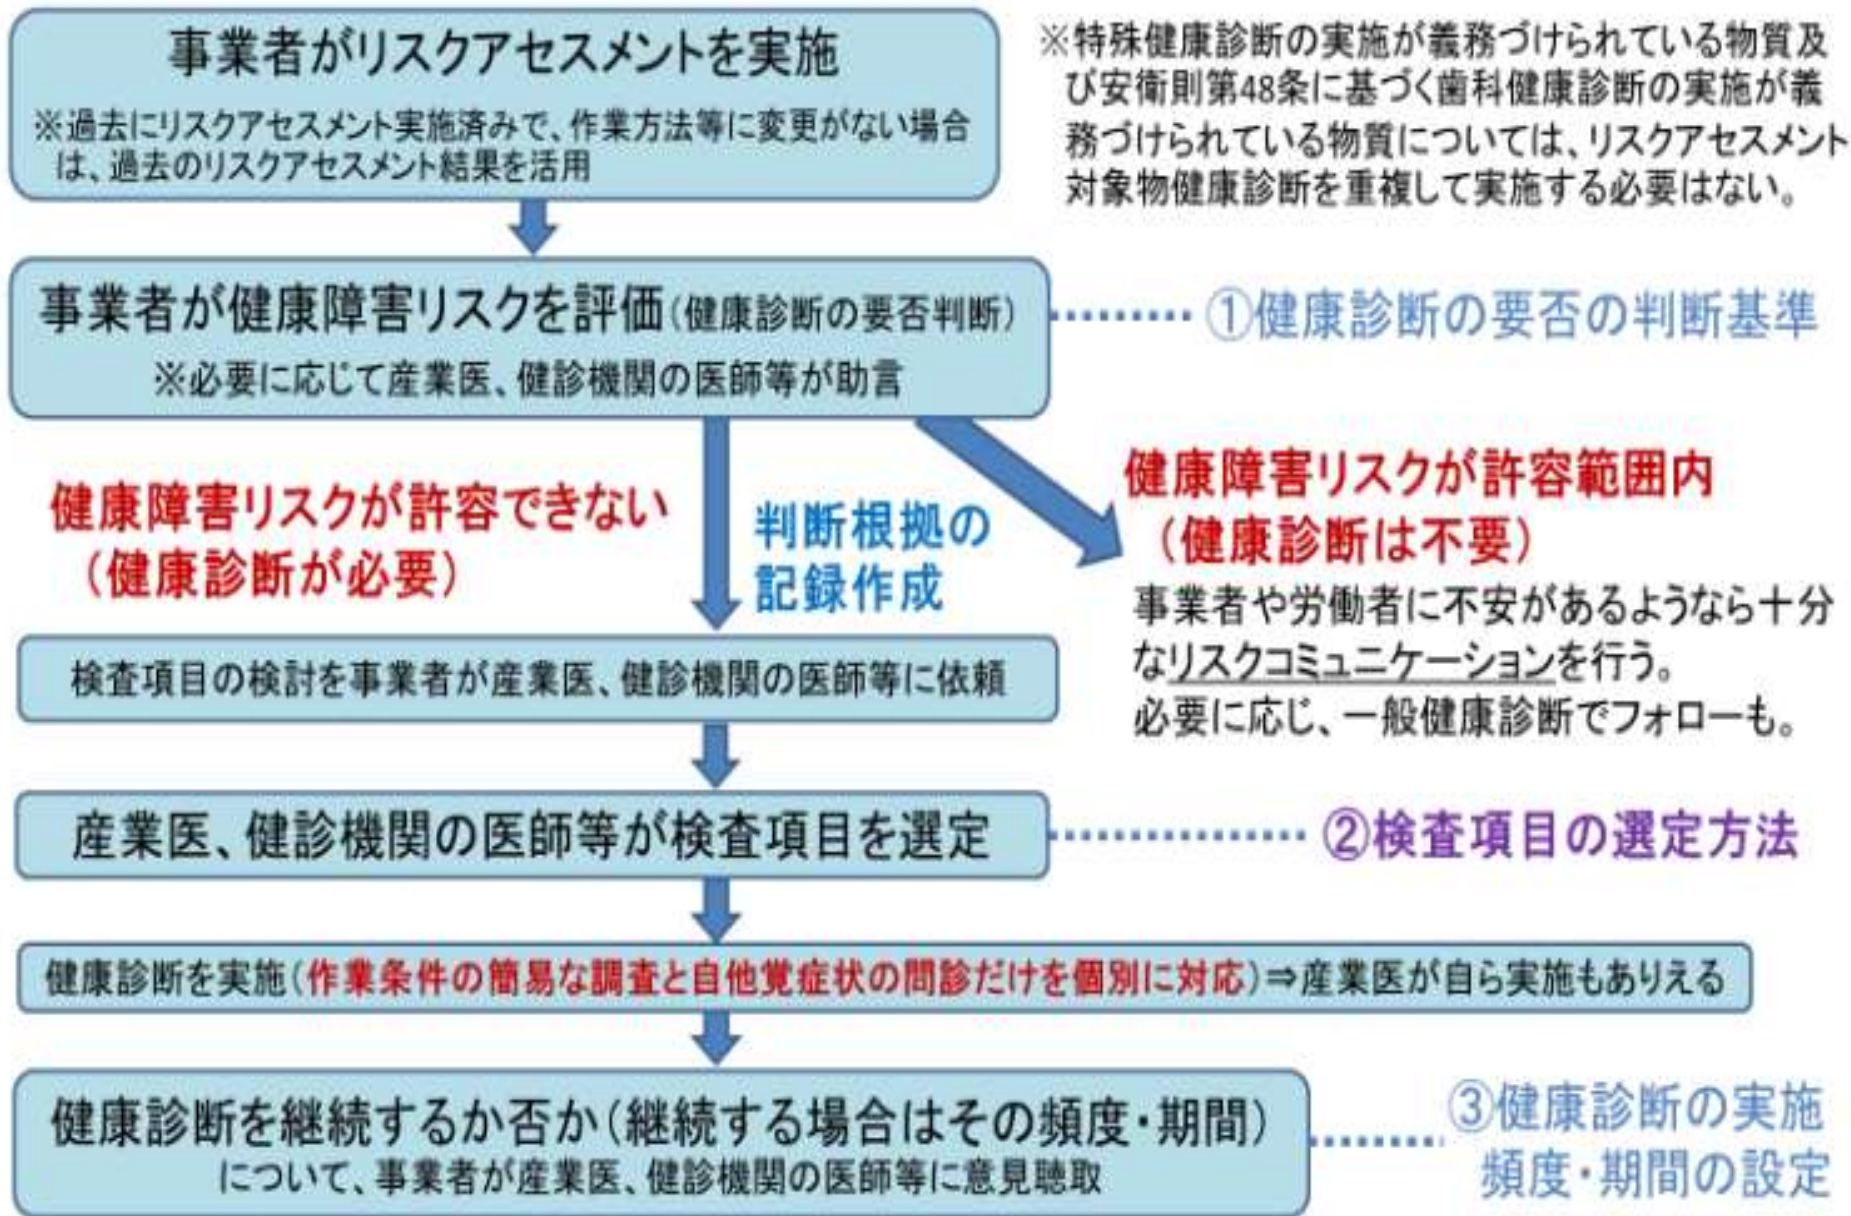 事業者がリスクアセスメントを実施
※過去にリスクアセスメント実施済みで、作業方法等に変更がない場合
は、過去のリスクアセスメント結果を活用
※特殊健康診断の実施が義務づけられている物質及
び安衛則第48条に基づく歯科健康診断の実施が義
務づけられている物質については、リスクアセスメント
対象物健康診断を重複して実施する必要はない。
事業者が健康障害リスクを評価(健康診断の要否判断)
※必要に応じて産業医、健診機関の医師等が助言
①健康診断の要否の判断基準
健康障害リスクが許容できない
(健康診断が必要)
判断根拠の
記録作成
健康障害リスクが許容範囲内
(健康診断は不要)
事業者や労働者に不安があるようなら十分
なリスクコミュニケーションを行う。
必要に応じ、一般健康診断でフォローも。
検査項目の検討を事業者が産業医、健診機関の医師等に依頼
産業医、健診機関の医師等が検査項目を選定
②検査項目の選定方法
健康診断を実施(作業条件の簡易な調査と自他覚症状の問診だけを個別に対応)⇒産業医が自ら実施もありえる
健康診断を継続するか否か(継続する場合はその頻度・期間)
について、事業者が産業医、健診機関の医師等に意見聴取
③健康診断の実施
頻度・期間の設定